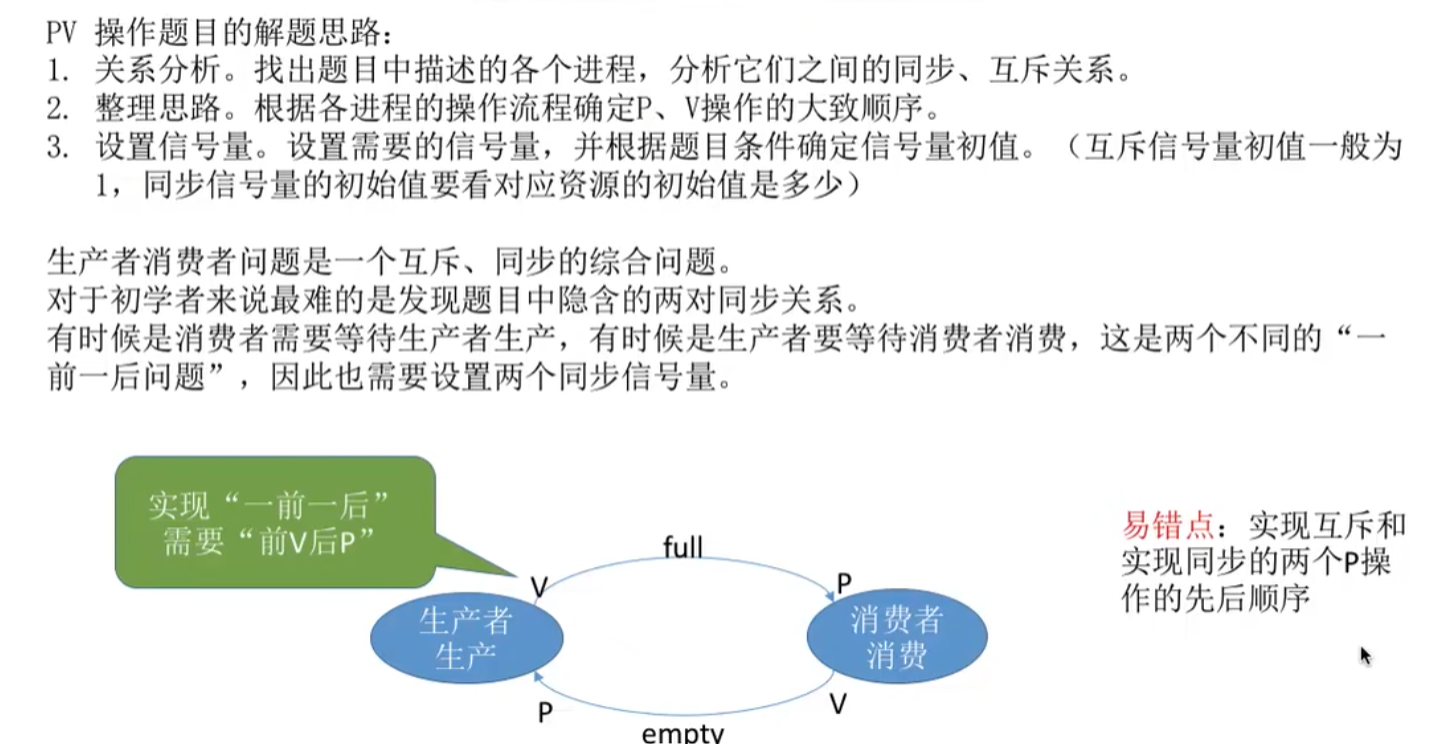 PV 操作题目的解题思路：
1. 关系分析。找出题目中描述的各个进程，分析它们之间的同步、互斥关系。
2. 整理思路。根据各进程的操作流程确定P、V操作的大致顺序。
3. 设置信号量。设置需要的信号量，并根据题目条件确定信号量初值。（互斥信号量初值一般为
1，同步信号量的初始值要看对应资源的初始值是多少）
生产者消费者问题是一个互斥、同步的综合问题。
对于初学者来说最难的是发现题目中隐含的两对同步关系。
有时候是消费者需要等待生产者生产，有时候是生产者要等待消费者消费，这是两个不同的“一
前一后问题”，因此也需要设置两个同步信号量。
实现“一前一后”
需要“前V后P”
full
V
P
生产者
生产
消费者
消费
P
V
empty
易错点：实现互斥和
实现同步的两个P操
作的先后顺序